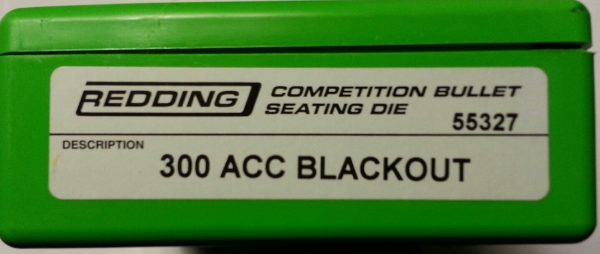 REDDING COMPETITION BULLET
SEATING DIE
55327
DESCRIPTION
300 ACC BLACKOUT